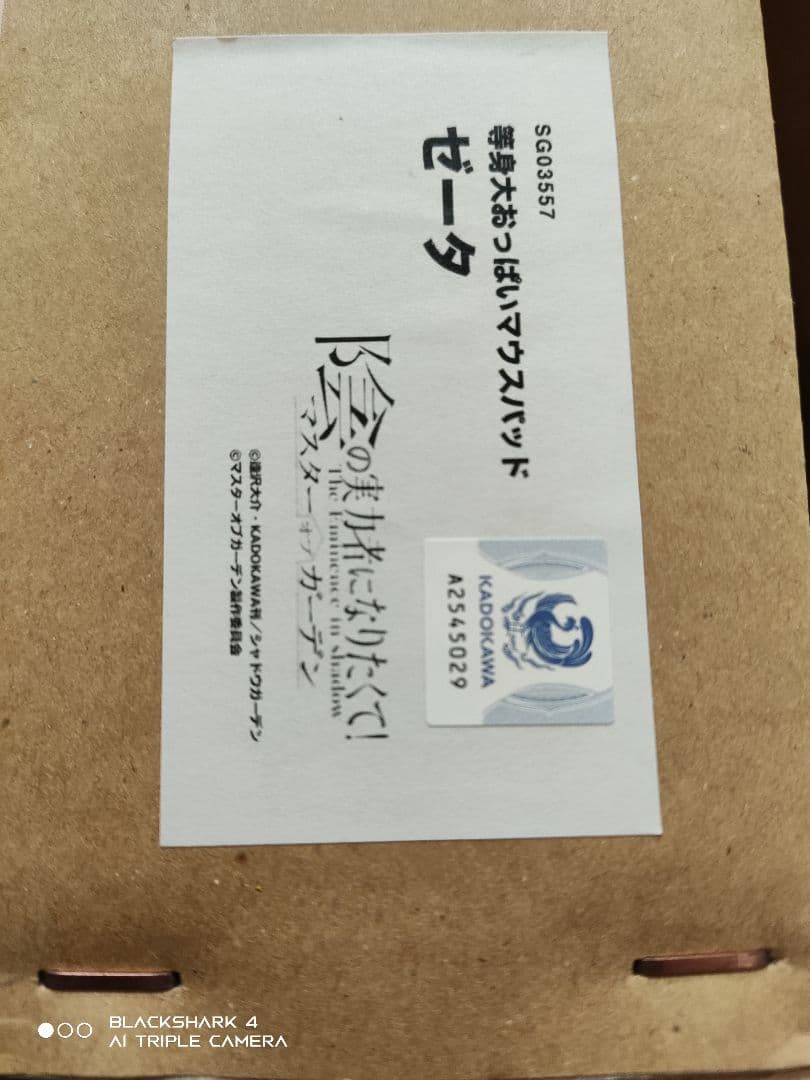 SG03557
等身大おっぱいマウスパッド
ゼータ
KADOKAWA
A2545029
陰の実力者になりたくて!
The Eminence in Shadow
マスターオブガーデン
©逢沢大介・KADOKAWA刊/シャドウガーデン
©マスターオブガーデン製作委員会
BLACKSHARK 4
AI TRIPLE CAMERA